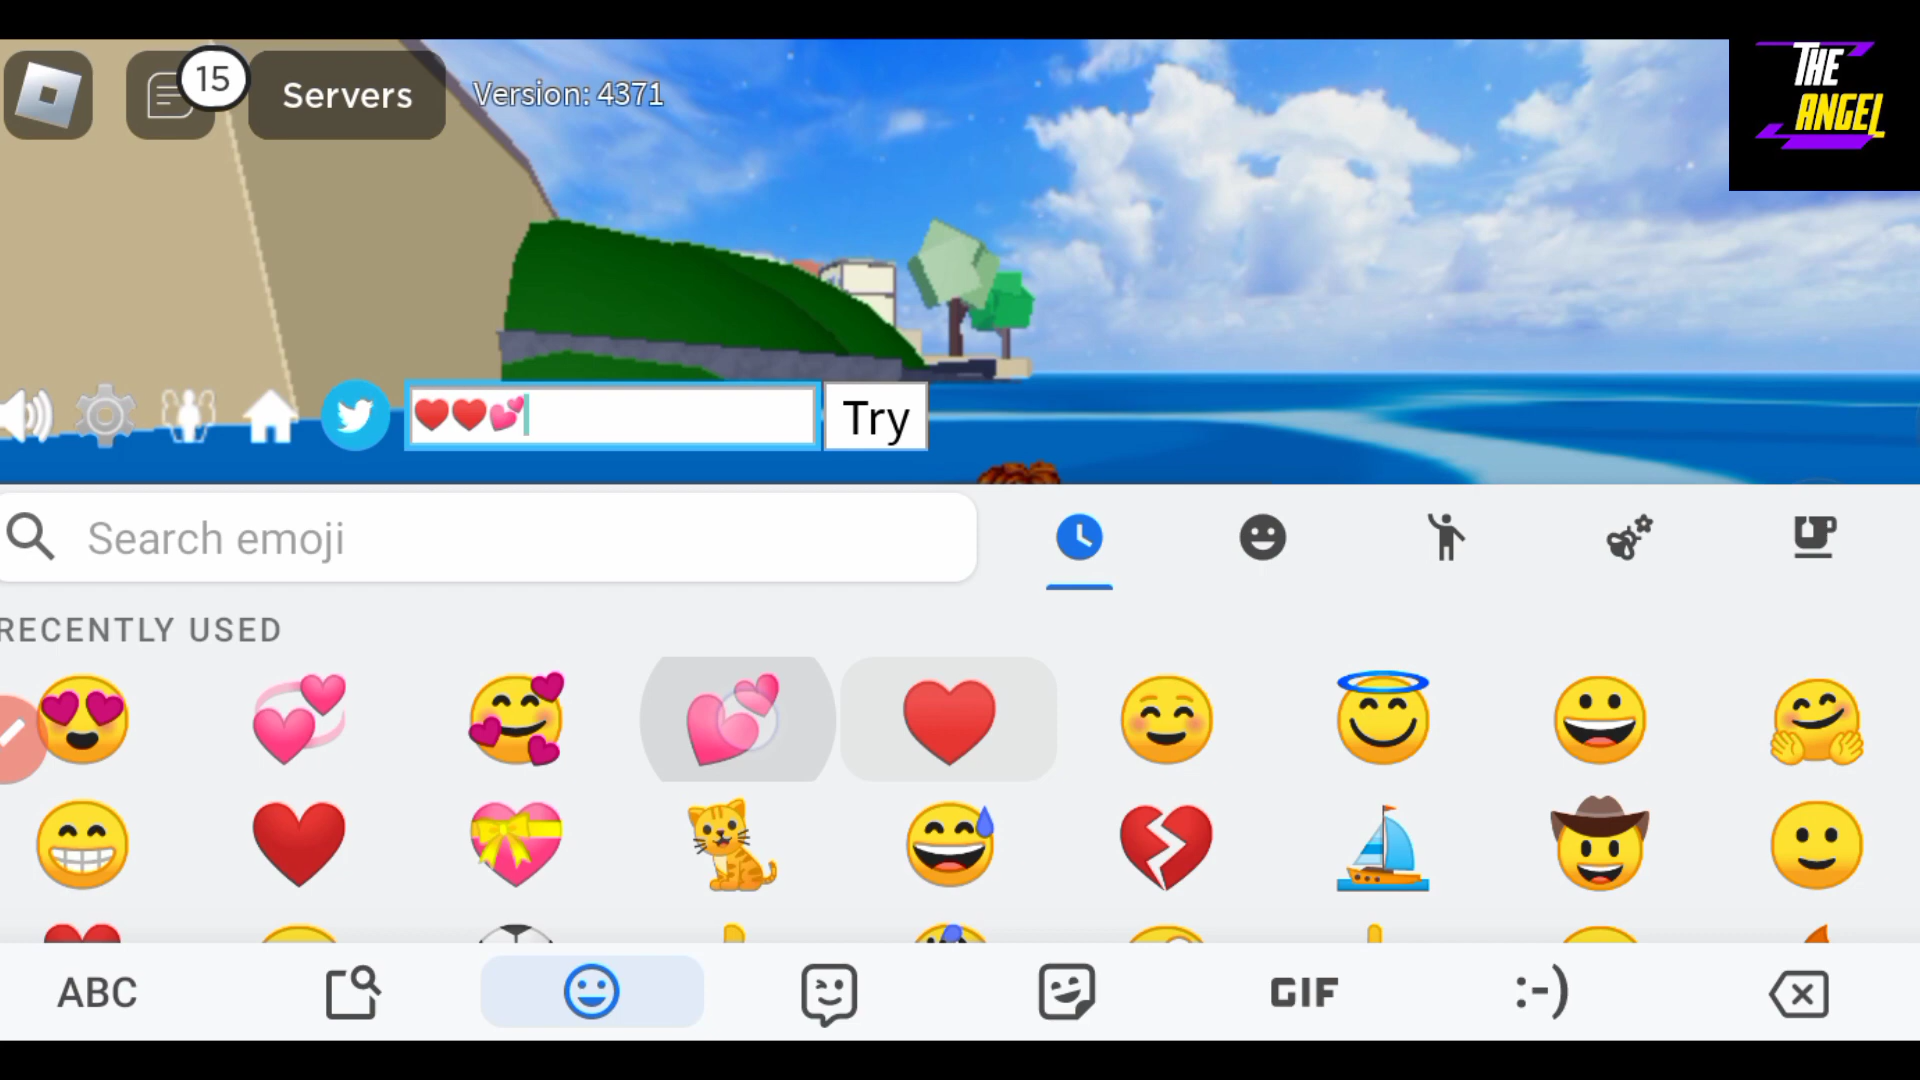 15
Servers
Version: 4371
THE
ANGEL
❤️❤️💕
Try
Search emoji
RECENTLY USED
ABC
GIF
:-)